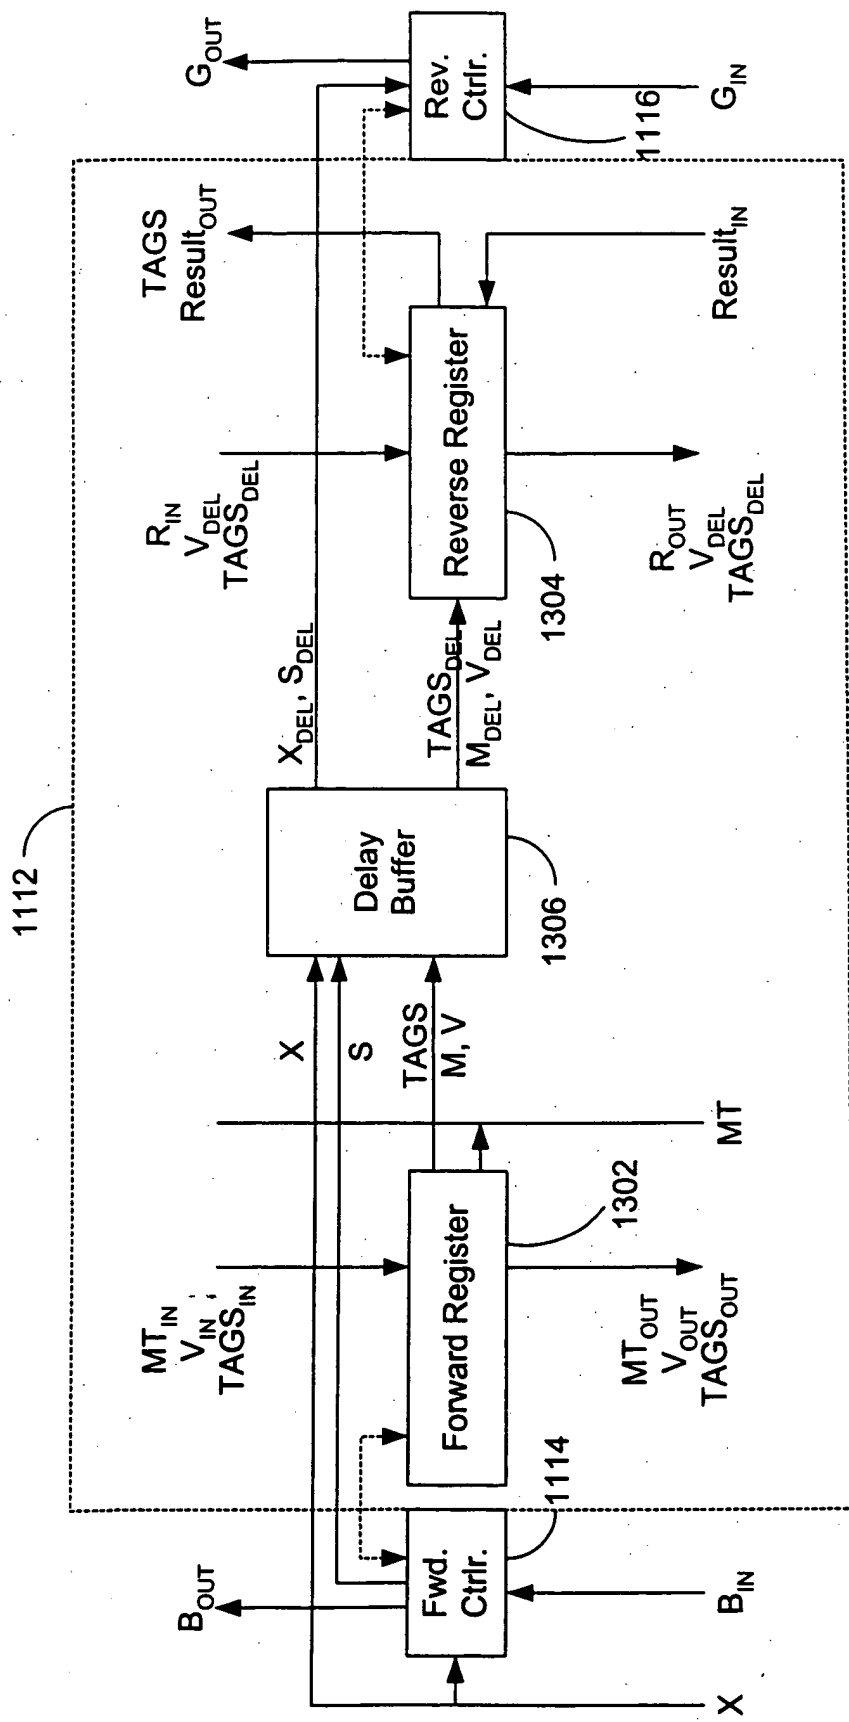 1112
B_OUT
MT_IN
V_IN
TAGS_IN
X
S
TAGS
M, V
X_DEL, S_DEL
TAGS_DEL
M_DEL, V_DEL
R_IN
V_DEL
TAGS_DEL
TAGS
Result_OUT
G_OUT
Fwd.
Ctrlr.
Forward Register
Delay
Buffer
Reverse Register
Rev.
Ctrlr.
1114
1302
1306
1304
1116
X
B_IN
MT_OUT
V_OUT
TAGS_OUT
MT
R_OUT
V_DEL
TAGS_DEL
Result_IN
G_IN